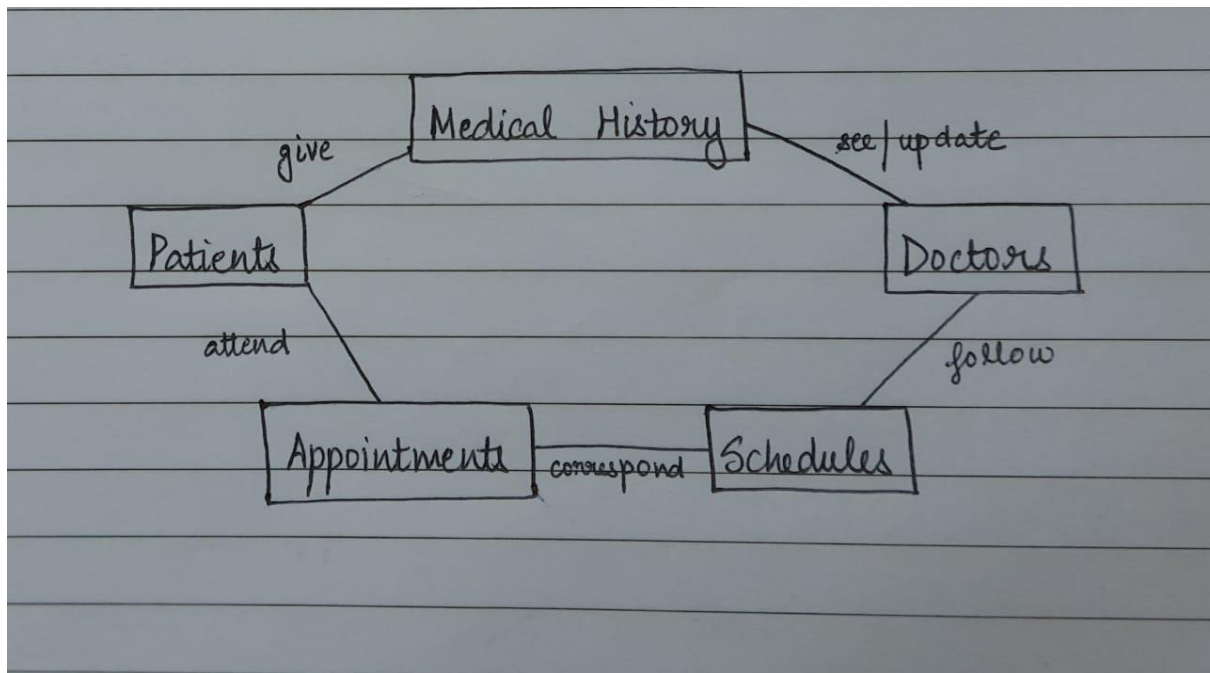 Medical History
give
see/update
Patients
Doctors
attend
follow
Appointments
correspond
Schedules